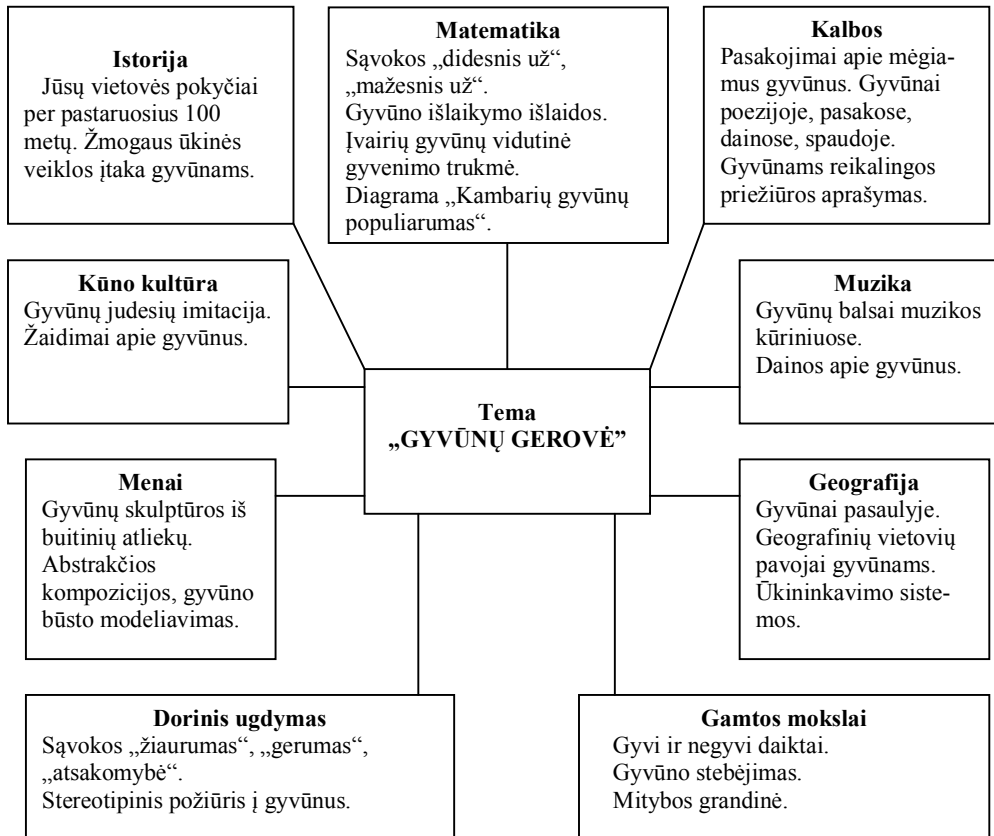 Istorija
Jūsų vietovės pokyčiai
per pastaruosius 100
metų. Žmogaus ūkinės
veiklos įtaka gyvūnams.
Matematika
Sąvokos „didesnis už“,
„mažesnis už“.
Gyvūno išlaikymo išlaidos.
Įvairių gyvūnų vidutinė
gyvenimo trukmė.
Diagrama „Kambarių gyvūnų
populiarumas“.
Kalbos
Pasakojimai apie mėgia-
mus gyvūnus. Gyvūnai
poezijoje, pasakose,
dainose, spaudoje.
Gyvūnams reikalingos
priežiūros aprašymas.
Kūno kultūra
Gyvūnų judesių imitacija.
Žaidimai apie gyvūnus.
Muzika
Gyvūnų balsai muzikos
kūriniuose.
Dainos apie gyvūnus.
Tema
„GYVŪNŲ GEROVĖ”
Menai
Gyvūnų skulptūros iš
buitinių atliekų.
Abstrakčios
kompozicijos, gyvūno
būsto modeliavimas.
Geografija
Gyvūnai pasaulyje.
Geografinių vietovių
pavojai gyvūnams.
Ūkininkavimo siste-
mos.
Dorinis ugdymas
Sąvokos „žiaurumas“, „gerumas“,
„atsakomybė“.
Stereotipinis požiūris į gyvūnus.
Gamtos mokslai
Gyvi ir negyvi daiktai.
Gyvūno stebėjimas.
Mitybos grandinė.